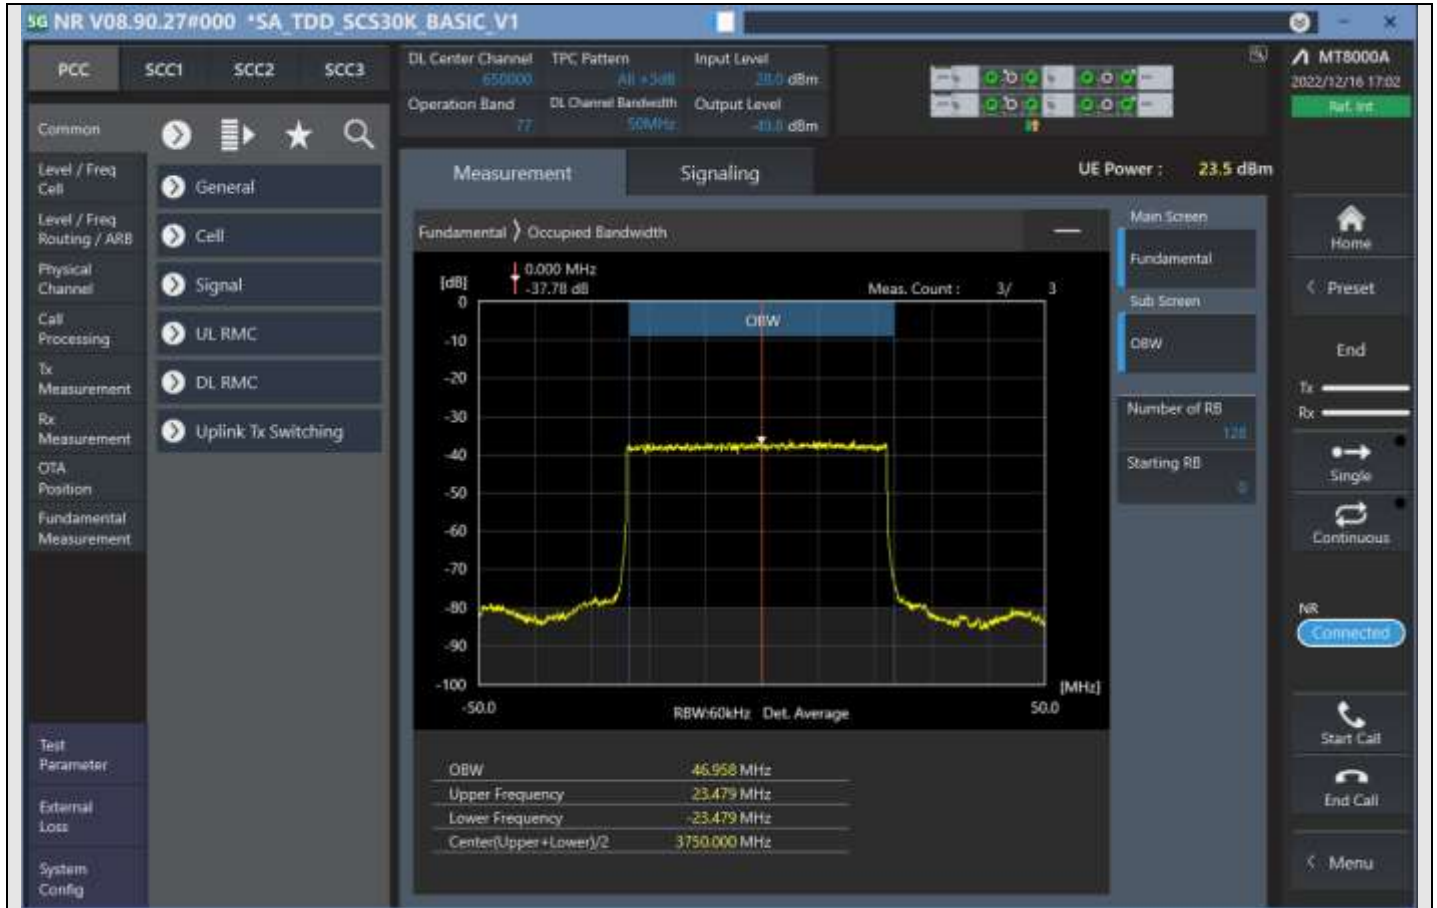 5G NR V08.90.27#000 *SA_TDD_SCS30K_BASIC_V1
PCC SCC1 SCC2 SCC3
DL Center Channel 650000
TPC Pattern All +3dB
Input Level 28.0 dBm
Operation Band 77
DL Channel Bandwidth 50MHz
Output Level dBm
MT8000A
2022/12/16 17:02
Ref. Int
Common
Level / Freq
Cell
Level / Freq
Routing / ARB
Physical
Channel
Call
Processing
Tx
Measurement
Rx
Measurement
OTA
Position
Fundamental
Measurement
Test
Parameter
External
Loss
System
Config
General
Cell
Signal
UL RMC
DL RMC
Uplink Tx Switching
Measurement
Signaling
UE Power : 23.5 dBm
Fundamental > Occupied Bandwidth
0.000 MHz
-37.78 dB
Meas. Count : 3/ 3
[dB]
0
-10
-20
-30
-40
-50
-60
-70
-80
-90
-100
OBW
[MHz]
-50.0
RBW:60kHz Det. Average
50.0
OBW 46.958 MHz
Upper Frequency 23.479 MHz
Lower Frequency -23.479 MHz
Center(Upper+Lower)/2 3750.000 MHz
Main Screen
Fundamental
Sub Screen
OBW
Number of RB
128
Starting RB
0
Home
< Preset
End
Tx
Rx
Single
Continuous
NR
Connected
Start Call
End Call
< Menu